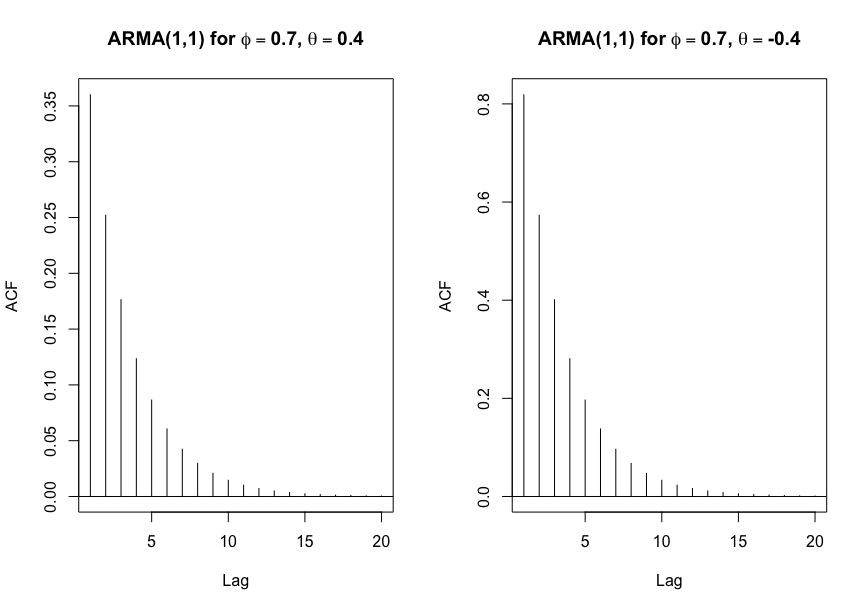 ARMA(1,1) for ϕ = 0.7, θ = 0.4
ACF
0.35
0.30
0.25
0.20
0.15
0.10
0.05
0.00
5 10 15 20
Lag
ARMA(1,1) for ϕ = 0.7, θ = -0.4
ACF
0.8
0.6
0.4
0.2
0.0
5 10 15 20
Lag